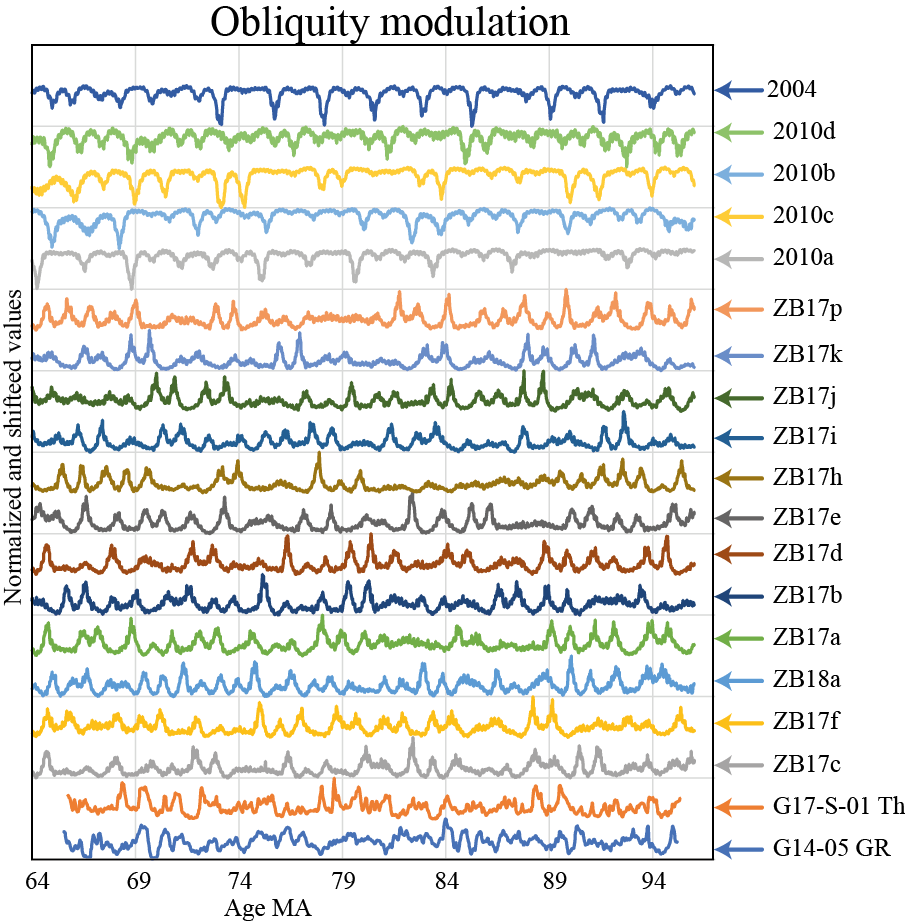 Obliquity modulation
Normalized and shifteed values
2004
2010d
2010b
2010c
2010a
ZB17p
ZB17k
ZB17j
ZB17i
ZB17h
ZB17e
ZB17d
ZB17b
ZB17a
ZB18a
ZB17f
ZB17c
G17-S-01 Th
G14-05 GR
64 69 74 79 84 89 94
Age MA